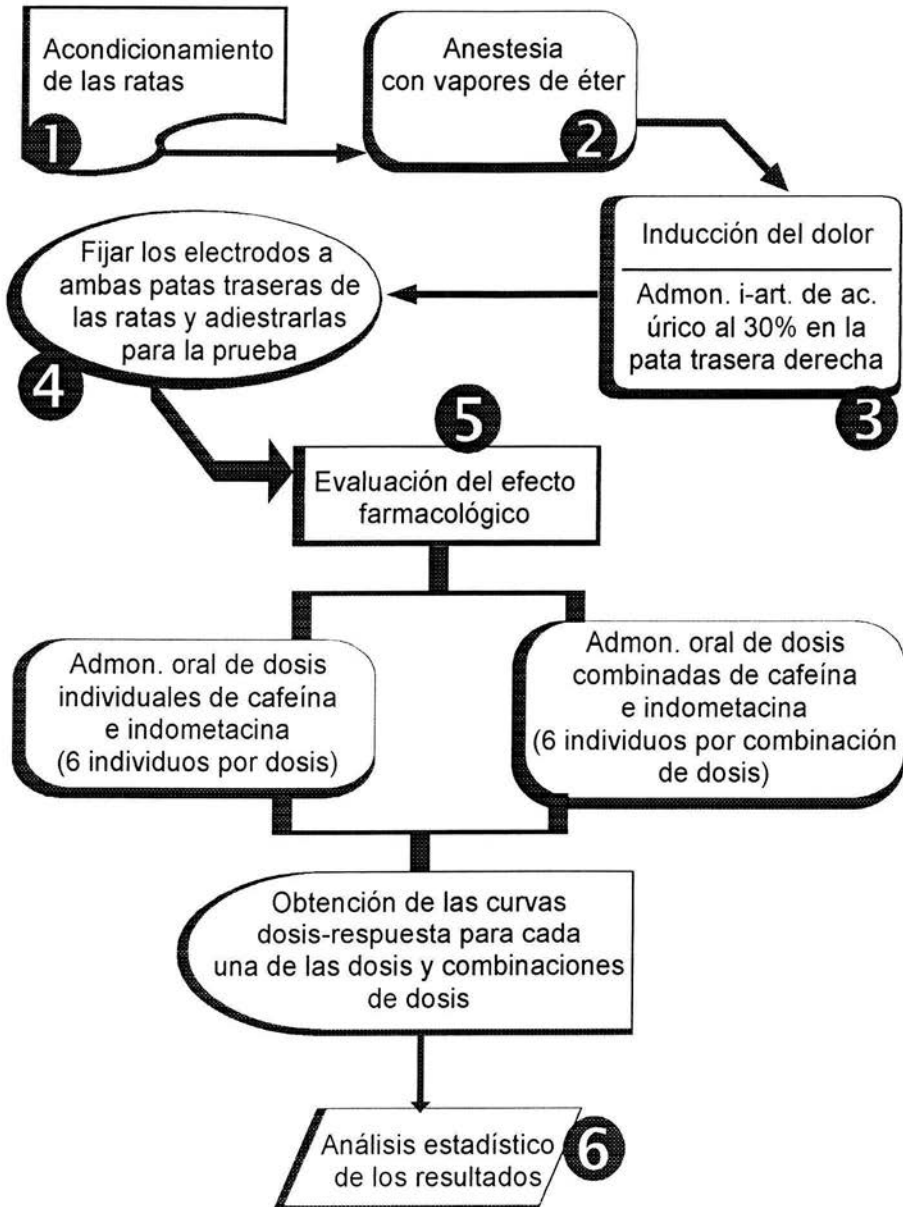 Acondicionamiento
de las ratas
1
Anestesia
con vapores de éter
2
Inducción del dolor
Admon. i-art. de ac.
úrico al 30% en la
pata trasera derecha
3
Fijar los electrodos a
ambas patas traseras de
las ratas y adiestrarlas
para la prueba
4
5
Evaluación del efecto
farmacológico
Admon. oral de dosis
individuales de cafeína
e indometacina
(6 individuos por dosis)
Admon. oral de dosis
combinadas de cafeína
e indometacina
(6 individuos por combinación
de dosis)
Obtención de las curvas
dosis-respuesta para cada
una de las dosis y combinaciones
de dosis
Análisis estadístico
de los resultados
6